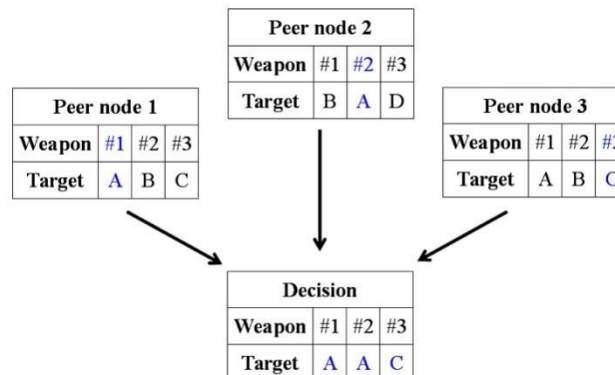 Peer node 2
Weapon #1 #2 #3
Target B A D
Peer node 1
Weapon #1 #2 #3
Target A B C
Peer node 3
Weapon #1 #2
Target A B
Decision
Weapon #1 #2 #3
Target A A C